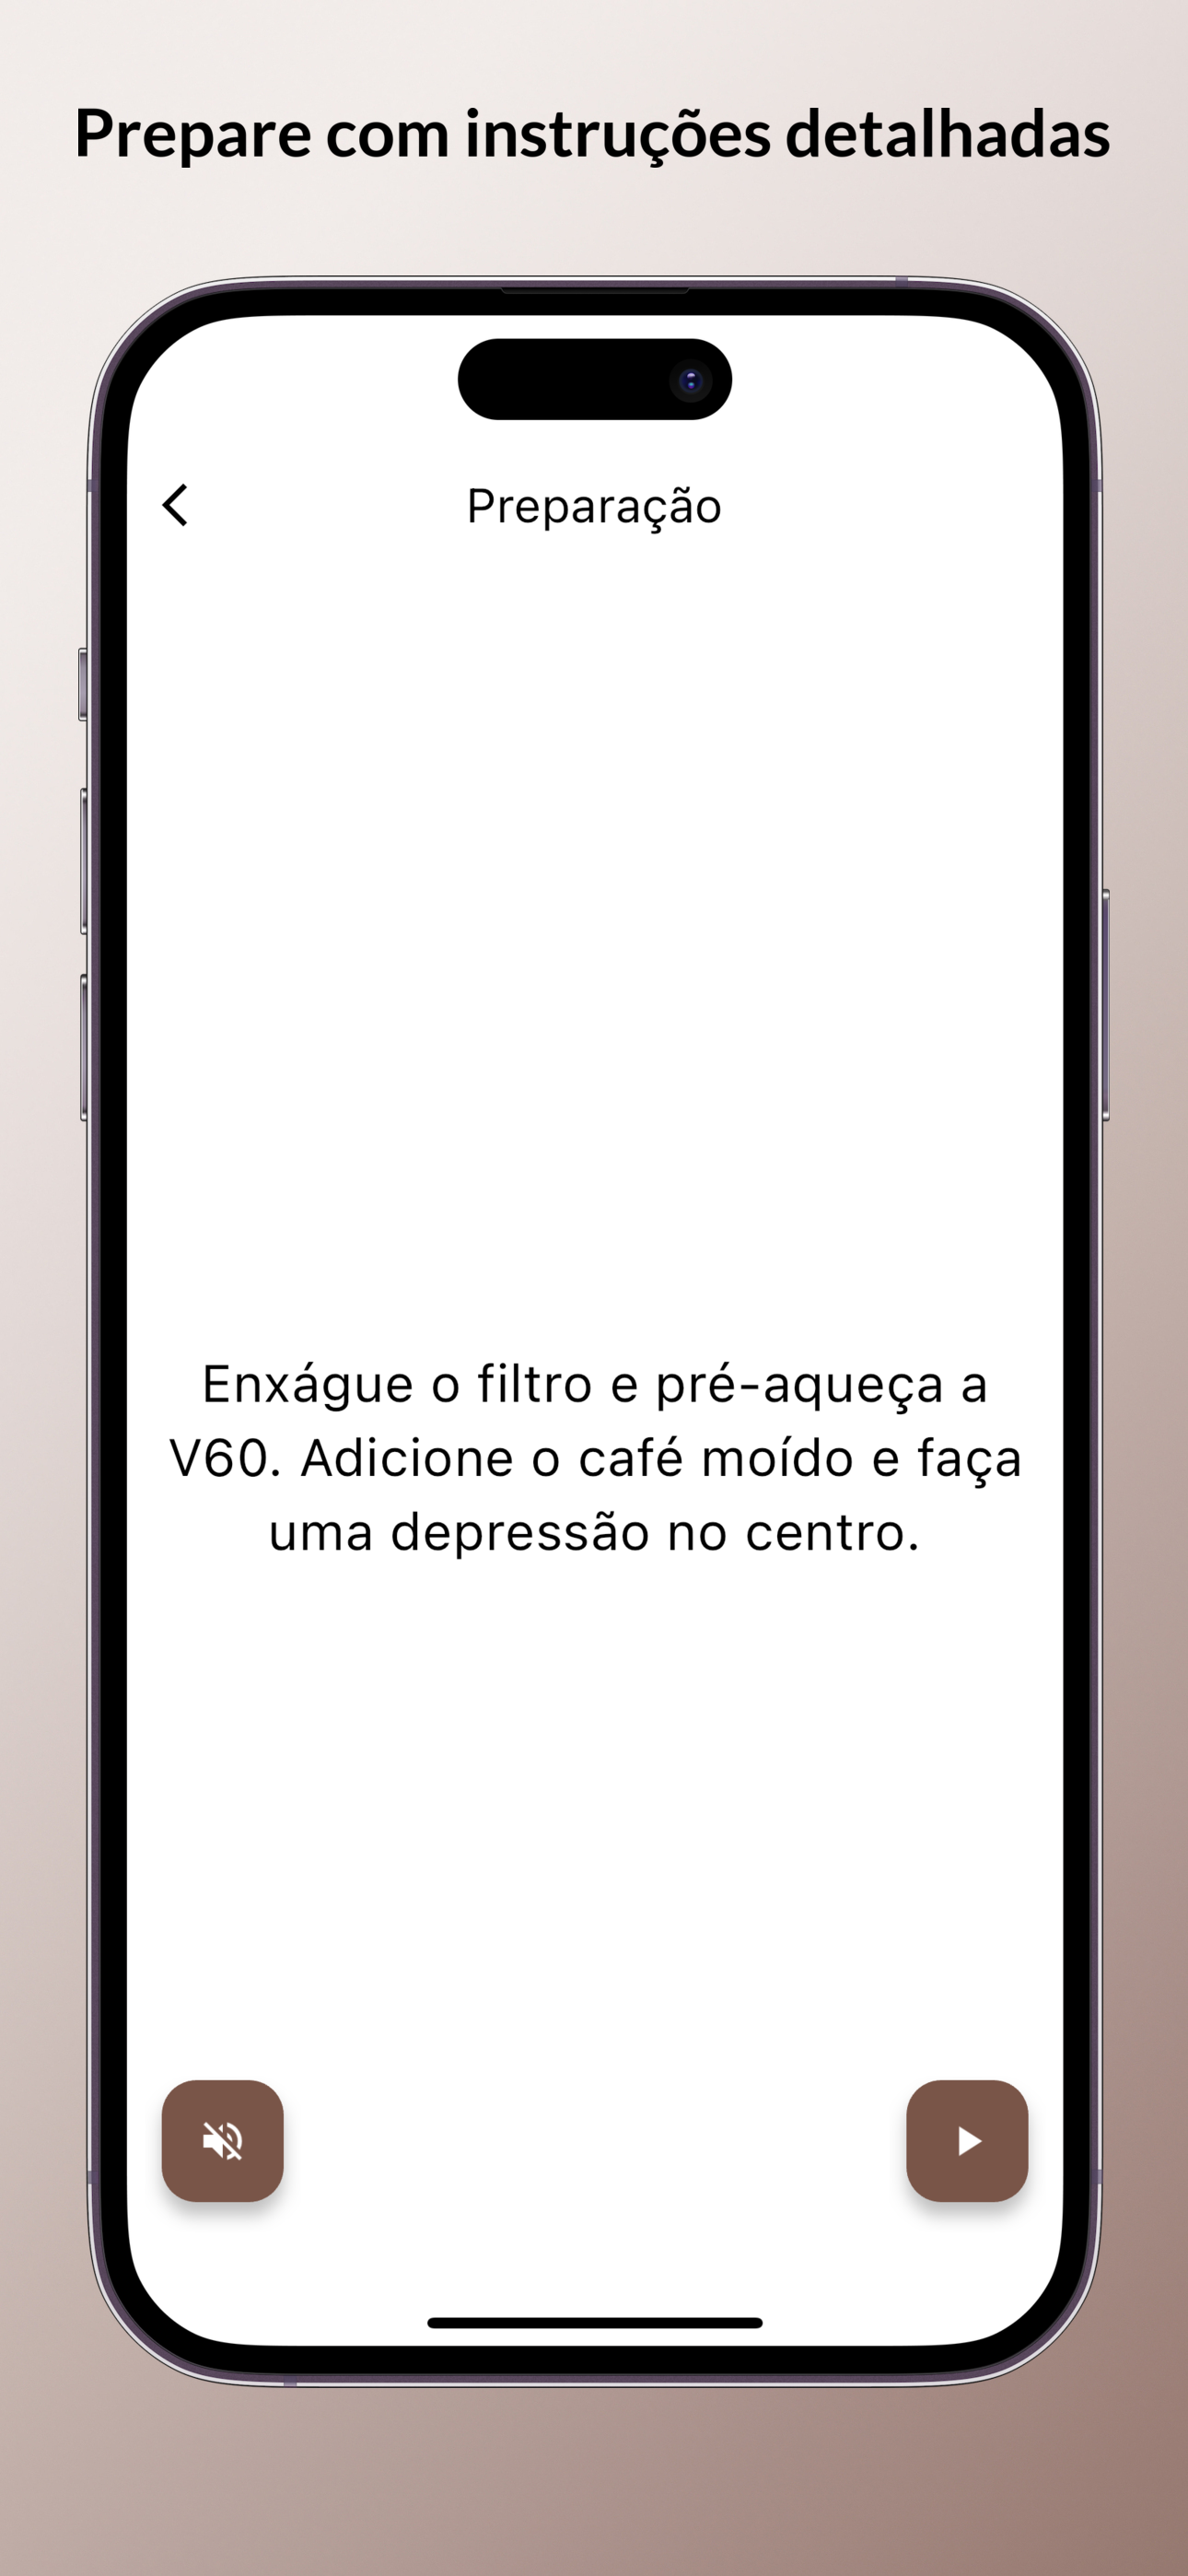 Prepare com instruções detalhadas
Preparação
Enxágue o filtro e pré-aqueça a
V60. Adicione o café moído e faça
uma depressão no centro.